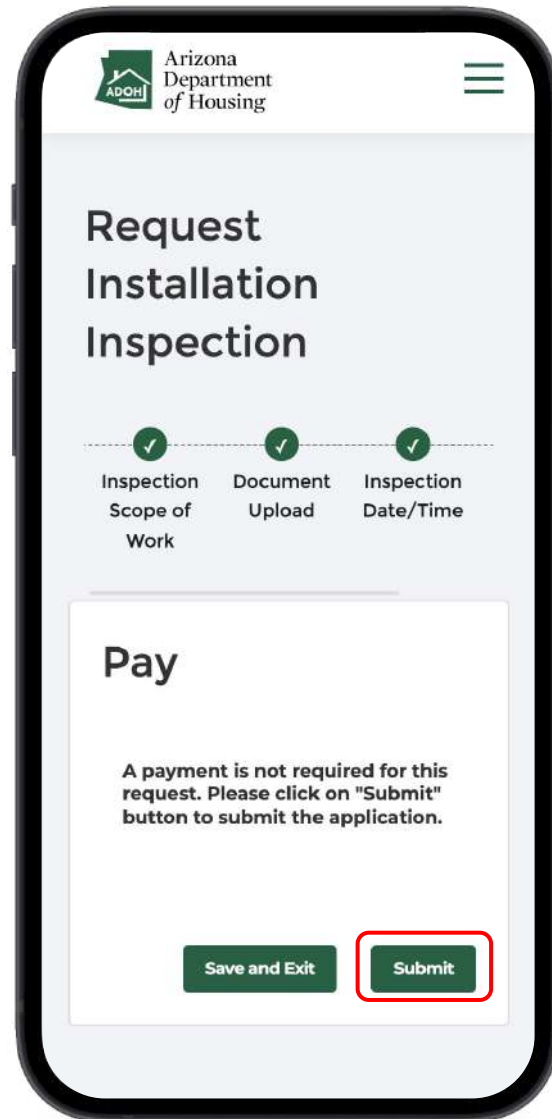 Arizona
Department
of Housing
ADOH
Request
Installation
Inspection
Inspection
Scope of
Work
Document
Upload
Inspection
Date/Time
Pay
A payment is not required for this
request. Please click on "Submit"
button to submit the application.
Save and Exit
Submit